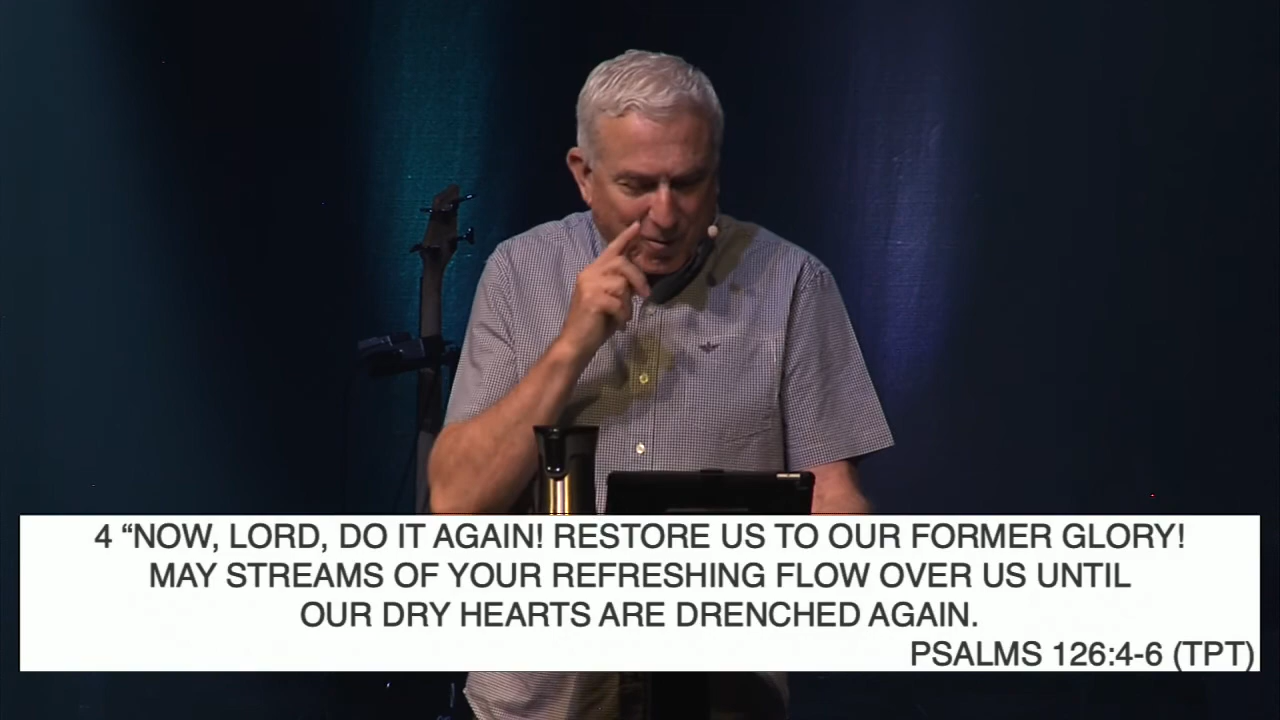 4 “NOW, LORD, DO IT AGAIN! RESTORE US TO OUR FORMER GLORY!
MAY STREAMS OF YOUR REFRESHING FLOW OVER US UNTIL
OUR DRY HEARTS ARE DRENCHED AGAIN.
PSALMS 126:4-6 (TPT)